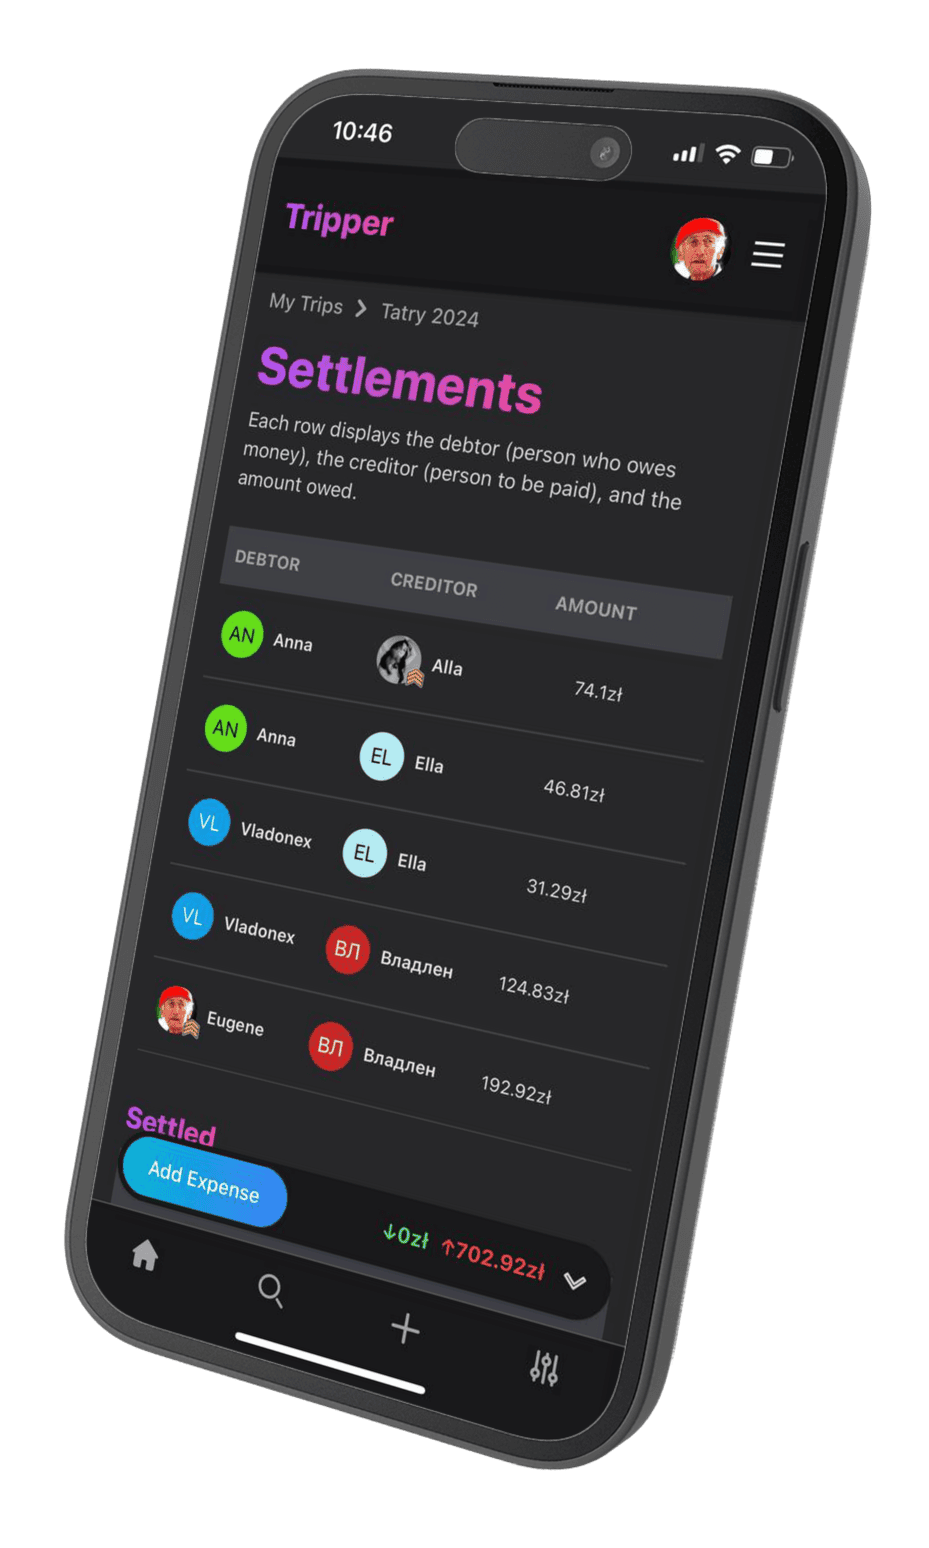 10:46
Tripper
My Trips > Tatry 2024
Settlements
Each row displays the debtor (person who owes
money), the creditor (person to be paid), and the
amount owed.
DEBTOR CREDITOR AMOUNT
AN Anna Alla 74.1zł
AN Anna EL Ella 46.81zł
VL Vladonex EL Ella 31.29zł
VL Vladonex ВЛ Владлен 124.83zł
Eugene ВЛ Владлен 192.92zł
Settled
Add Expense
↓0zł ↑702.92zł